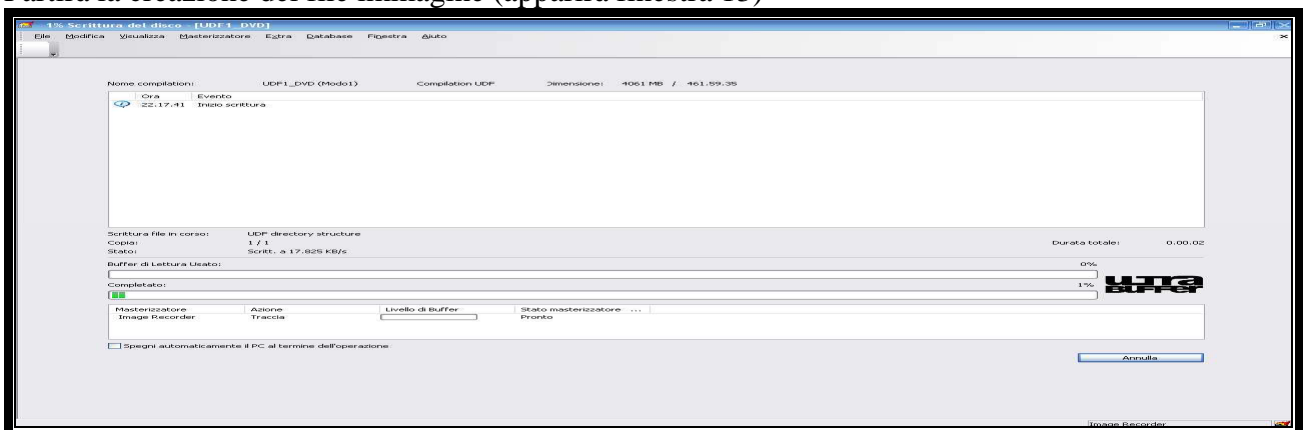 Partirà la creazione del file immagine (apparirà finestra 15)
1% Scrittura del disco - [UDF1_DVD]
File Modifica Visualizza Masterizzatore Extra Database Finestra Aiuto
Nome compilation: UDF1_DVD (Modo1) Compilation UDF Dimensione: 4061 MB / 461.59.35
Ora Evento
22.17.41 Inizio scrittura
Scrittura file in corso: UDF directory structure
Copia: 1 / 1 Durata totale: 0.00.02
Stato: Scritt. a 17.825 KB/s
Buffer di Lettura Usato: 0%
Completato: 1%
ULTRA BUFFER
Masterizzatore Azione Livello di Buffer Stato masterizzatore ...
Image Recorder Traccia Pronto
Spegni automaticamente il PC al termine dell'operazione
Annulla
Image Recorder